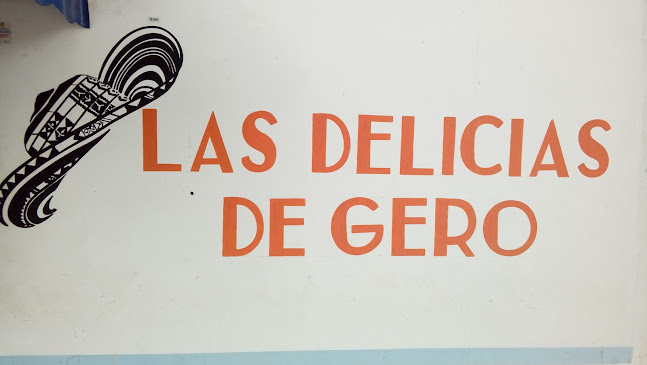 LAS DELICIAS
DE GERO